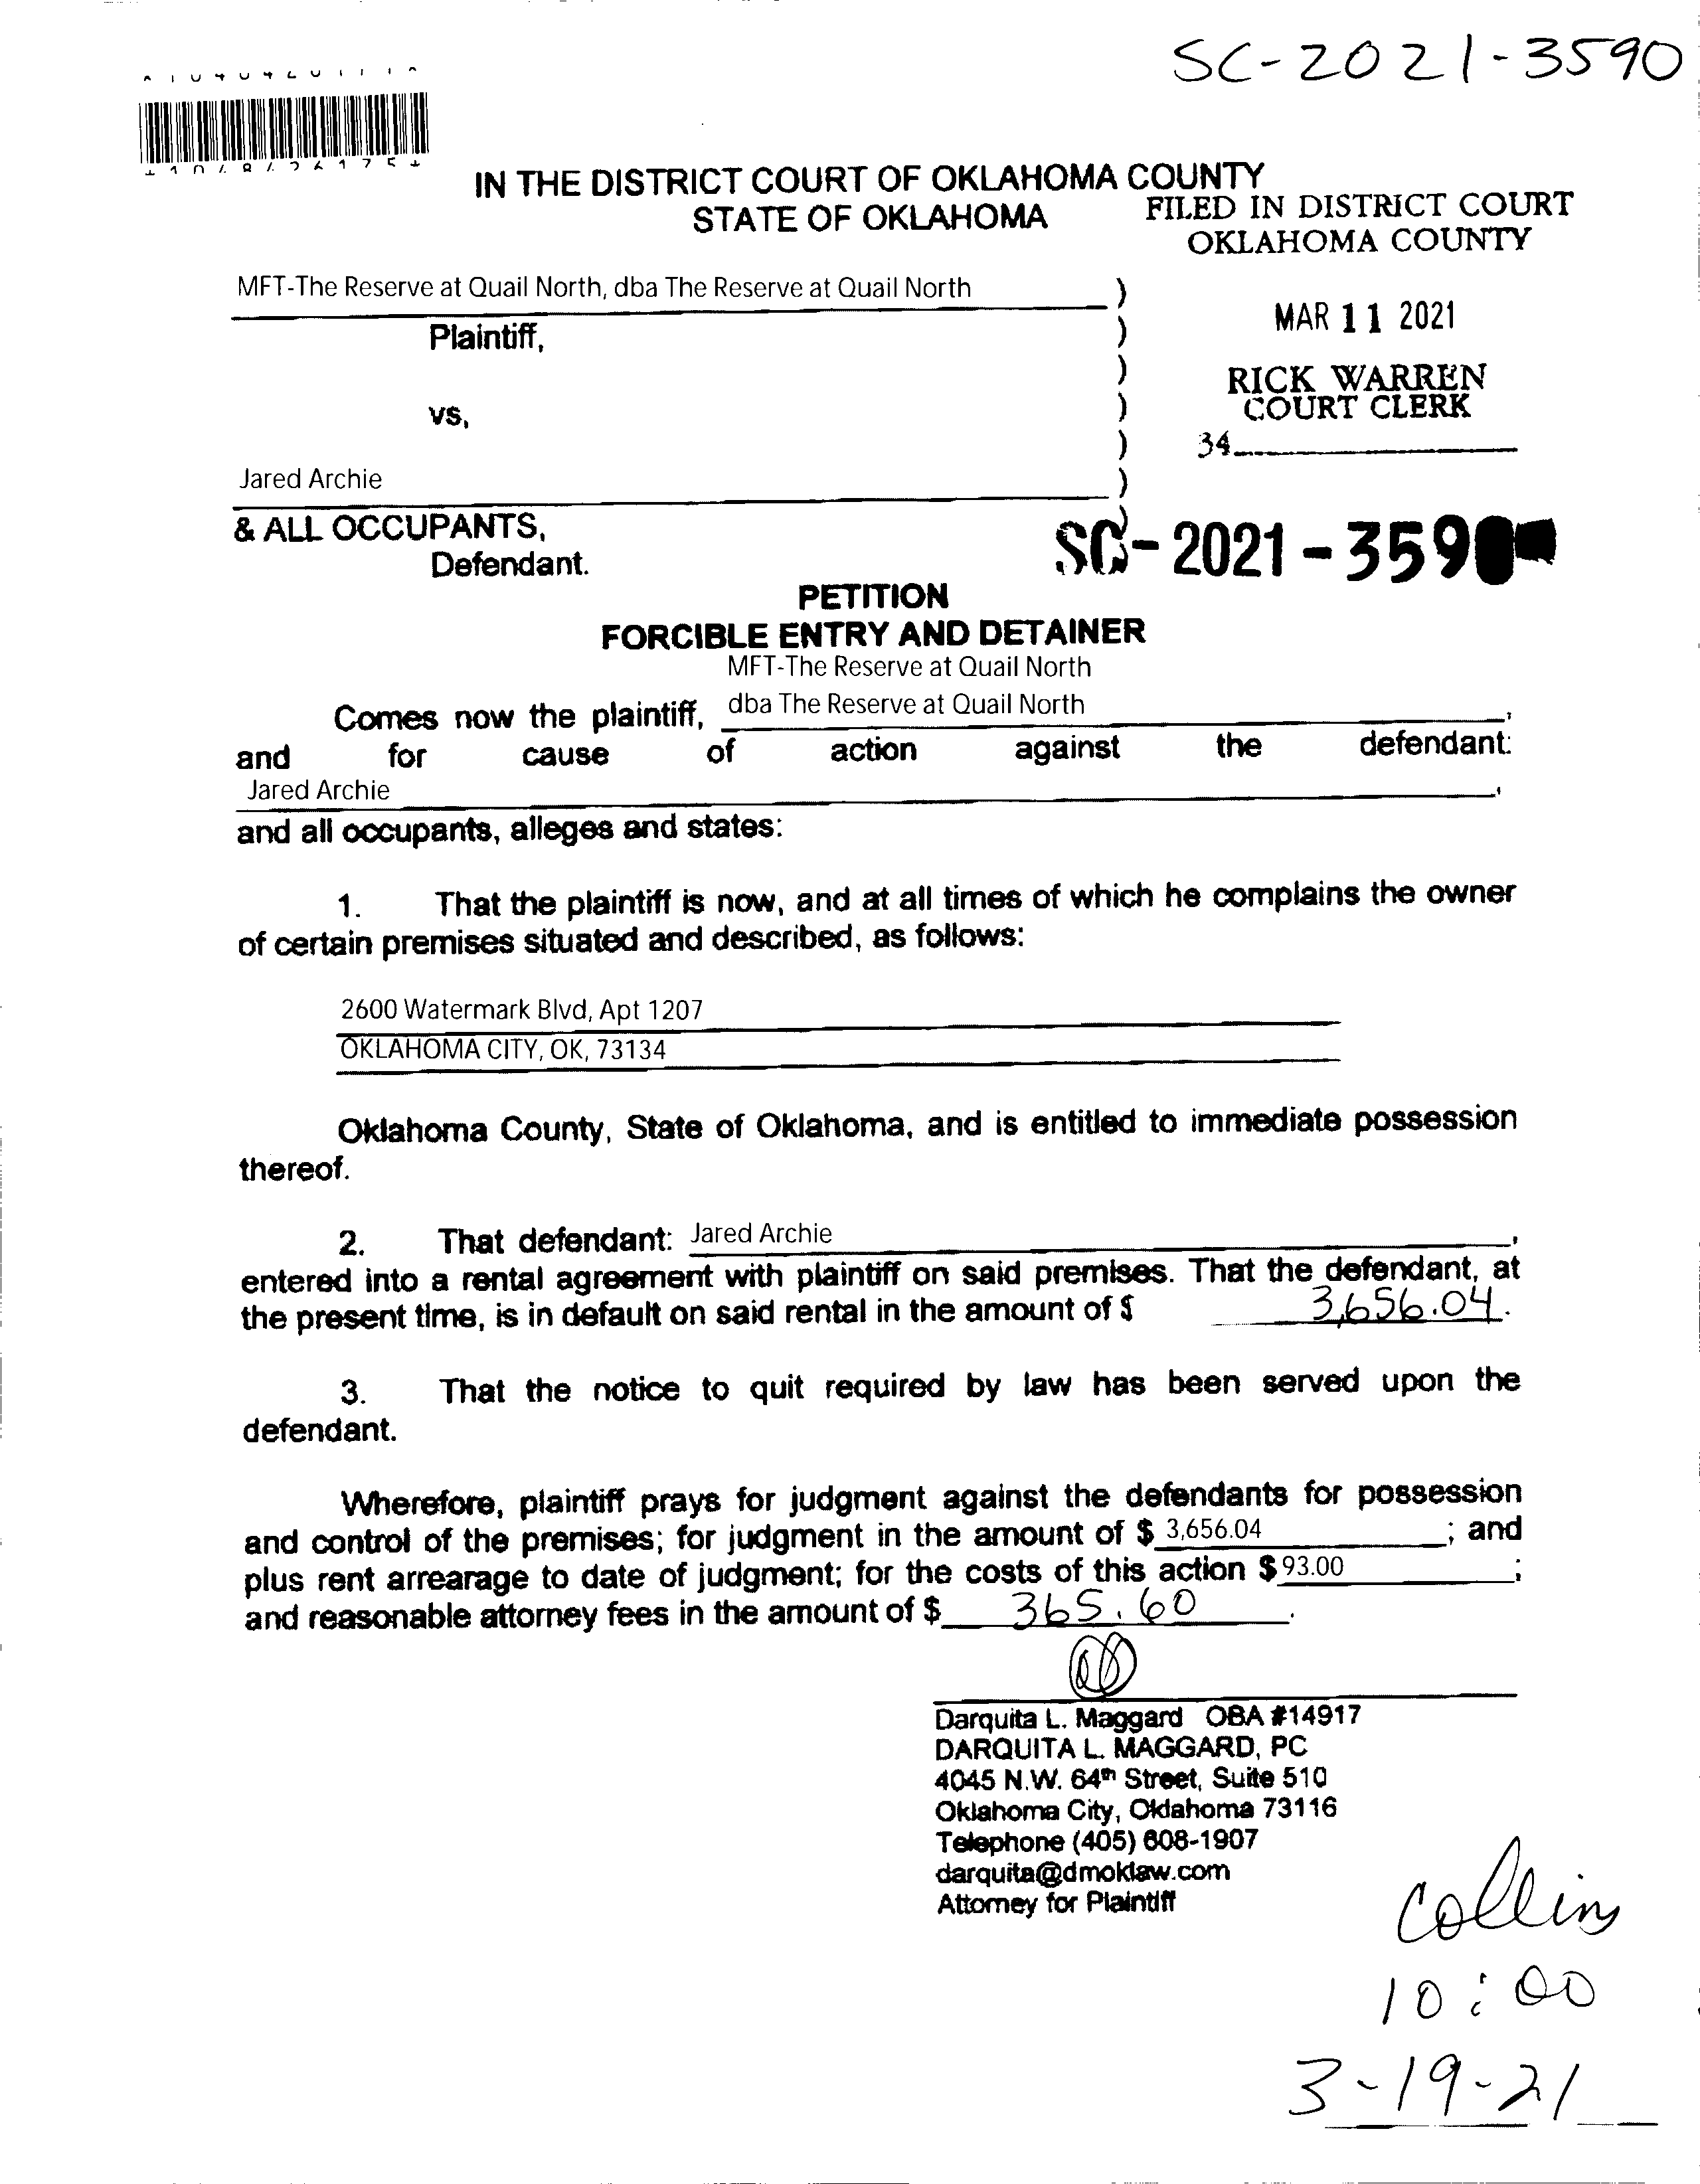 SC-2021-3590
IN THE DISTRICT COURT OF OKLAHOMA COUNTY
STATE OF OKLAHOMA
FILED IN DISTRICT COURT
OKLAHOMA COUNTY
MFT-The Reserve at Quail North, dba The Reserve at Quail North )
Plaintiff, )
MAR 11 2021
)
RICK WARREN
COURT CLERK
vs, )
)
34
Jared Archie )
& ALL OCCUPANTS, )
Defendant.
SC-2021-359
PETITION
FORCIBLE ENTRY AND DETAINER
MFT-The Reserve at Quail North
Comes now the plaintiff, dba The Reserve at Quail North,
and for cause of action against the defendant:
Jared Archie,
and all occupants, alleges and states:
1. That the plaintiff is now, and at all times of which he complains the owner
of certain premises situated and described, as follows:
2600 Watermark Blvd, Apt 1207
OKLAHOMA CITY, OK, 73134
Oklahoma County, State of Oklahoma, and is entitled to immediate possession
thereof.
2. That defendant: Jared Archie,
entered into a rental agreement with plaintiff on said premises. That the defendant, at
the present time, is in default on said rental in the amount of $ 3,656.04.
3. That the notice to quit required by law has been served upon the
defendant.
Wherefore, plaintiff prays for judgment against the defendants for possession
and control of the premises; for judgment in the amount of $ 3,656.04; and
plus rent arrearage to date of judgment; for the costs of this action $ 93.00;
and reasonable attorney fees in the amount of $ 365.60.
Darquita L. Maggard OBA #14917
DARQUITA L. MAGGARD, PC
4045 N.W. 64th Street, Suite 510
Oklahoma City, Oklahoma 73116
Telephone (405) 608-1907
darquita@dmoklaw.com
Attorney for Plaintiff
Collins
10:00
3-19-21